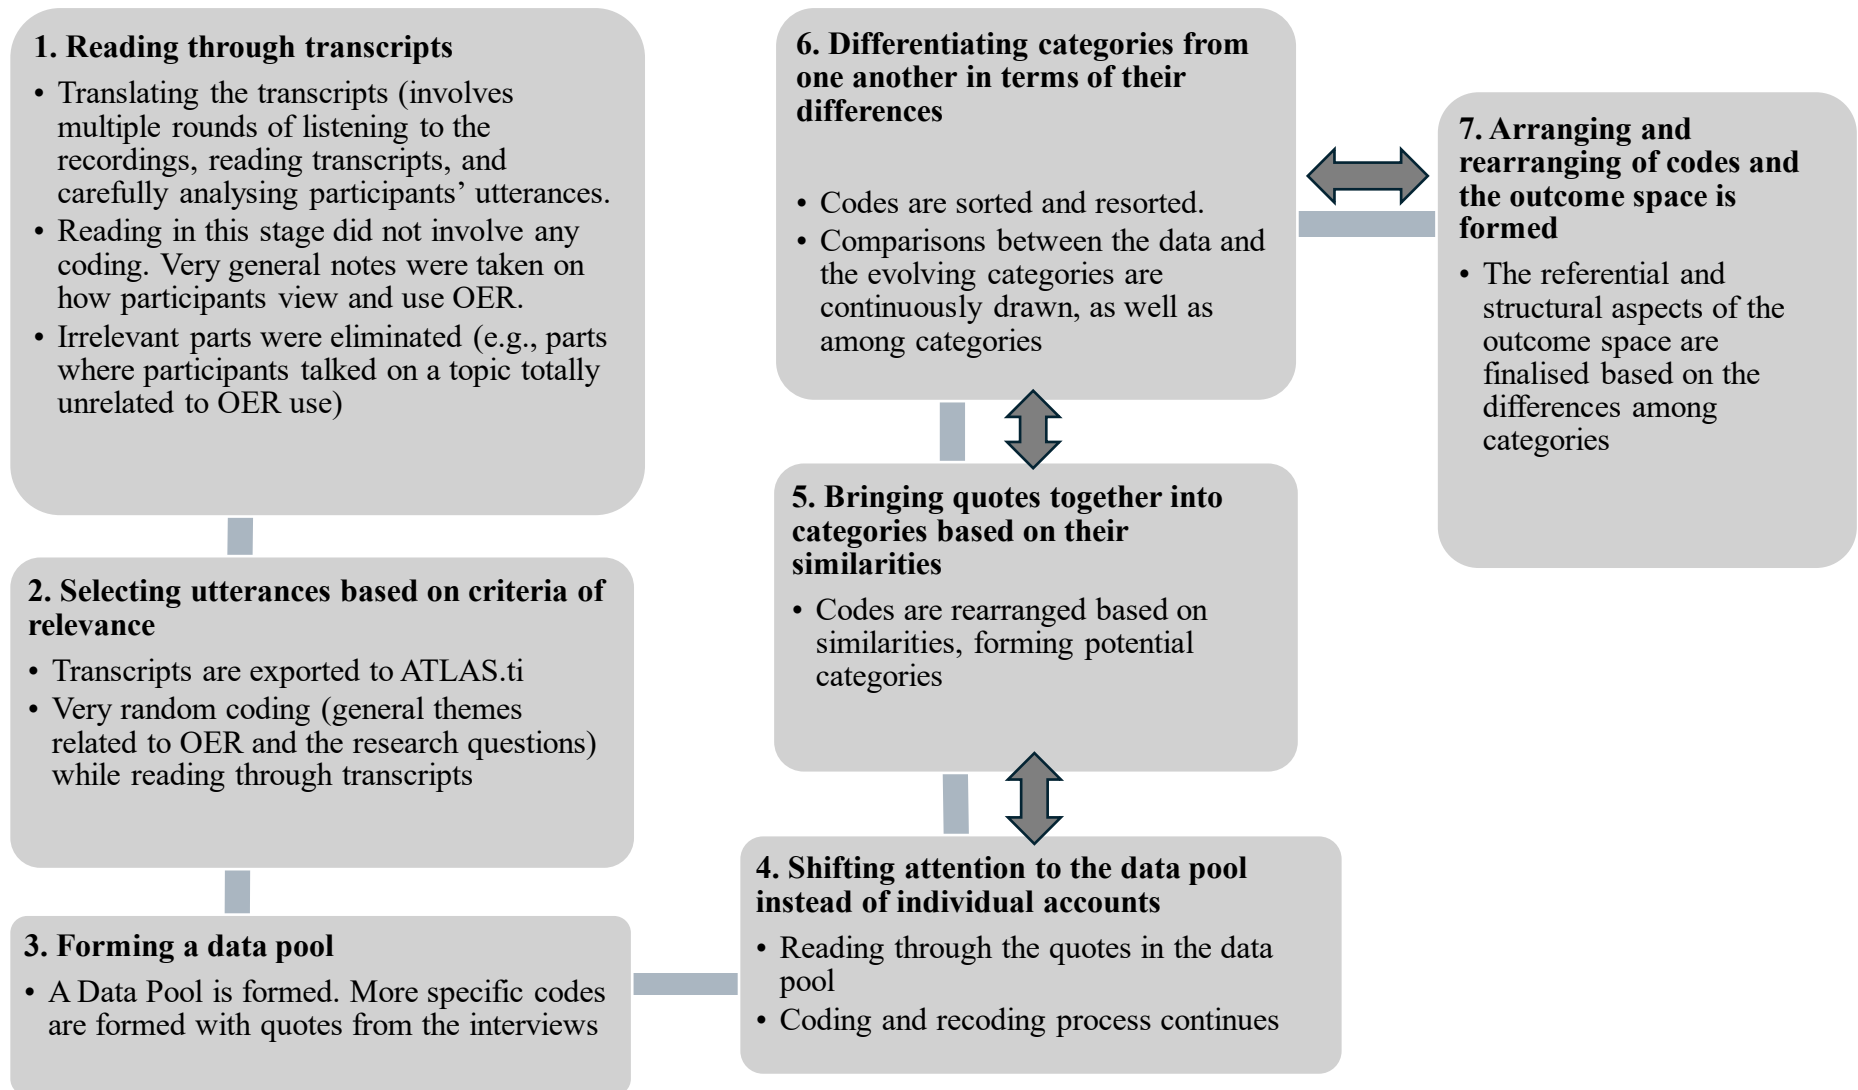 1. Reading through transcripts
• Translating the transcripts (involves
multiple rounds of listening to the
recordings, reading transcripts, and
carefully analysing participants’ utterances.
• Reading in this stage did not involve any
coding. Very general notes were taken on
how participants view and use OER.
• Irrelevant parts were eliminated (e.g., parts
where participants talked on a topic totally
unrelated to OER use)
2. Selecting utterances based on criteria of
relevance
• Transcripts are exported to ATLAS.ti
• Very random coding (general themes
related to OER and the research questions)
while reading through transcripts
3. Forming a data pool
• A Data Pool is formed. More specific codes
are formed with quotes from the interviews
4. Shifting attention to the data pool
instead of individual accounts
• Reading through the quotes in the data
pool
• Coding and recoding process continues
5. Bringing quotes together into
categories based on their
similarities
• Codes are rearranged based on
similarities, forming potential
categories
6. Differentiating categories from
one another in terms of their
differences
• Codes are sorted and resorted.
• Comparisons between the data and
the evolving categories are
continuously drawn, as well as
among categories
7. Arranging and
rearranging of codes and
the outcome space is
formed
• The referential and
structural aspects of the
outcome space are
finalised based on the
differences among
categories